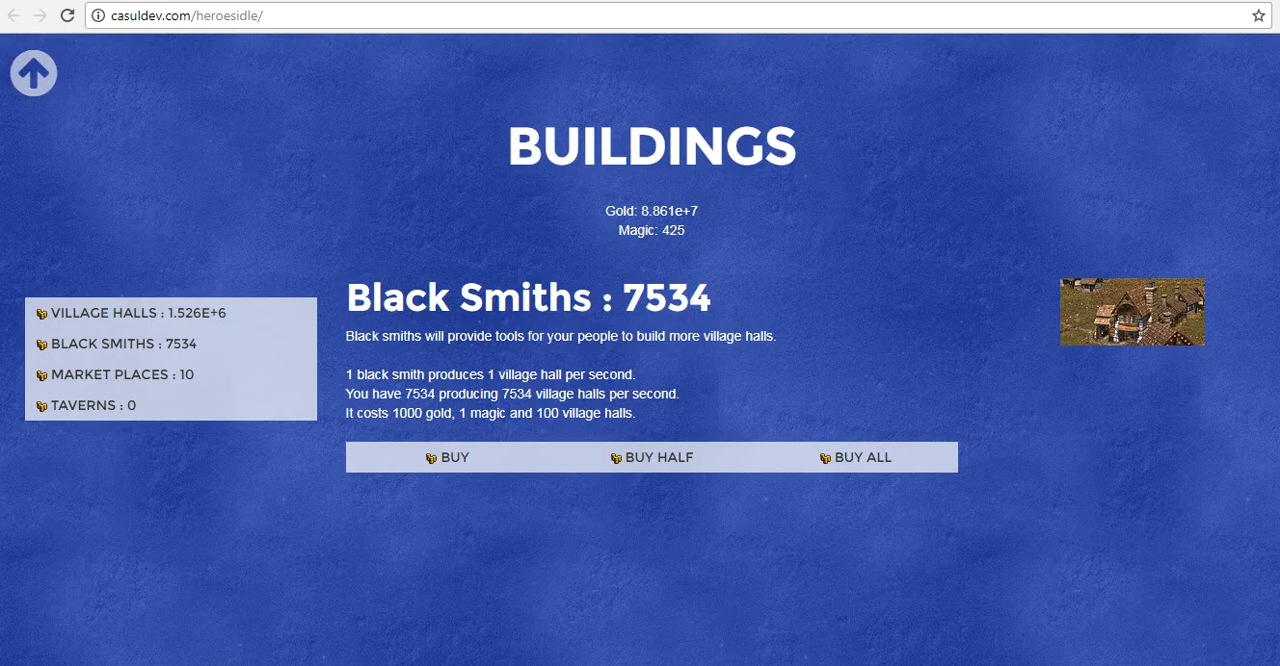 casuldev.com/heroesidle/
BUILDINGS
Gold: 8.861e+7
Magic: 425
VILLAGE HALLS : 1.526E+6
BLACK SMITHS : 7534
MARKET PLACES : 10
TAVERNS : 0
Black Smiths : 7534
Black smiths will provide tools for your people to build more village halls.
1 black smith produces 1 village hall per second.
You have 7534 producing 7534 village halls per second.
It costs 1000 gold, 1 magic and 100 village halls.
BUY BUY HALF BUY ALL